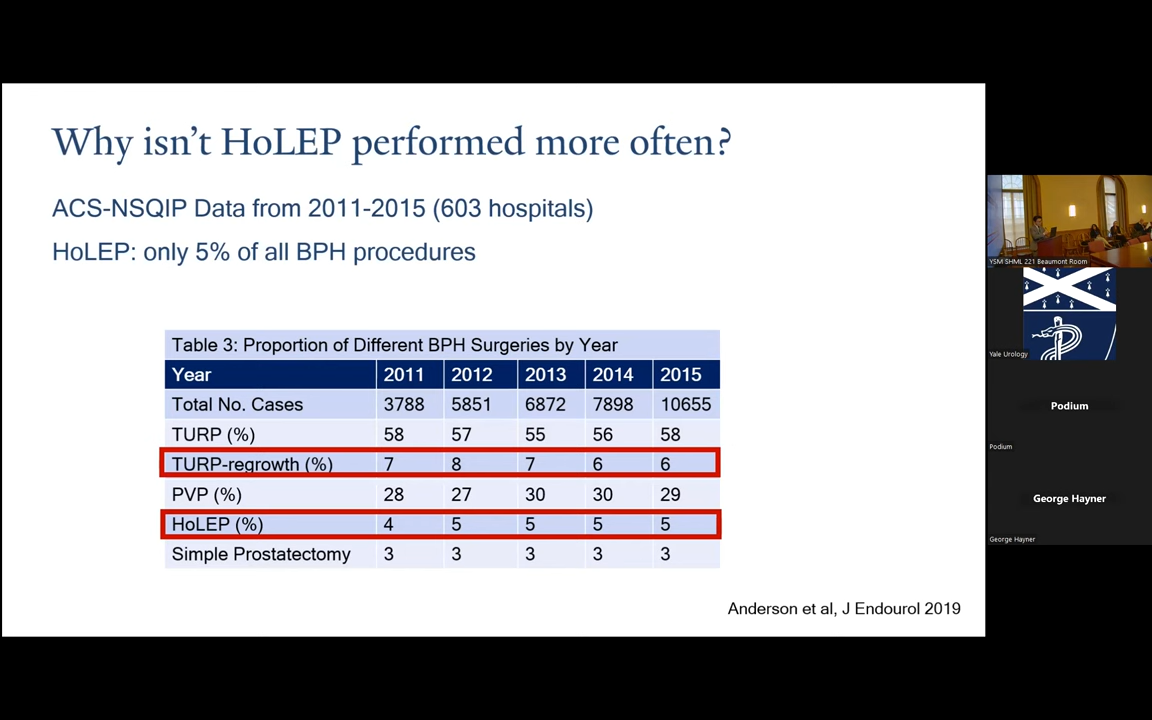 Why isn't HoLEP performed more often?
ACS-NSQIP Data from 2011-2015 (603 hospitals)
HoLEP: only 5% of all BPH procedures
Table 3: Proportion of Different BPH Surgeries by Year
Year 2011 2012 2013 2014 2015
Total No. Cases 3788 5851 6872 7898 10655
TURP (%) 58 57 55 56 58
TURP-regrowth (%) 7 8 7 6 6
PVP (%) 28 27 30 30 29
HoLEP (%) 4 5 5 5 5
Simple Prostatectomy 3 3 3 3 3
Anderson et al, J Endourol 2019
YSM SHML 221 Beaumont Room
Yale Urology
Podium
Podium
George Hayner
George Hayner